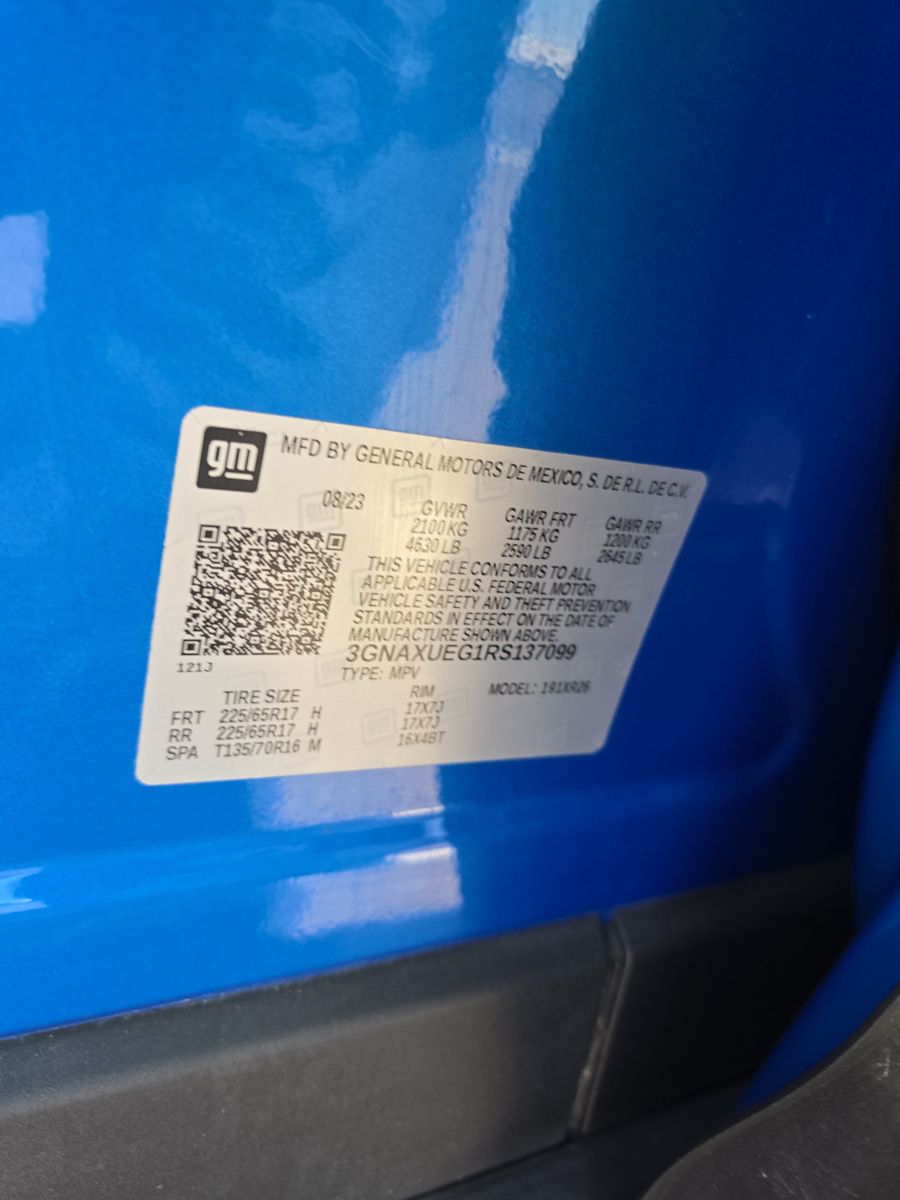 gm
MFD BY GENERAL MOTORS DE MEXICO, S. DE R.L. DE C.V.
08/23
GVWR GAWR FRT GAWR RR
2100 KG 1175 KG 1200 KG
4630 LB 2590 LB 2645 LB
THIS VEHICLE CONFORMS TO ALL
APPLICABLE U.S. FEDERAL MOTOR
VEHICLE SAFETY AND THEFT PREVENTION
STANDARDS IN EFFECT ON THE DATE OF
MANUFACTURE SHOWN ABOVE.
3GNAXUEG1RS137099
121J
TYPE: MPV MODEL: 191XR26
TIRE SIZE RIM
FRT 225/65R17 H 17X7J
RR 225/65R17 H 17X7J
SPA T135/70R16 M 16X4BT